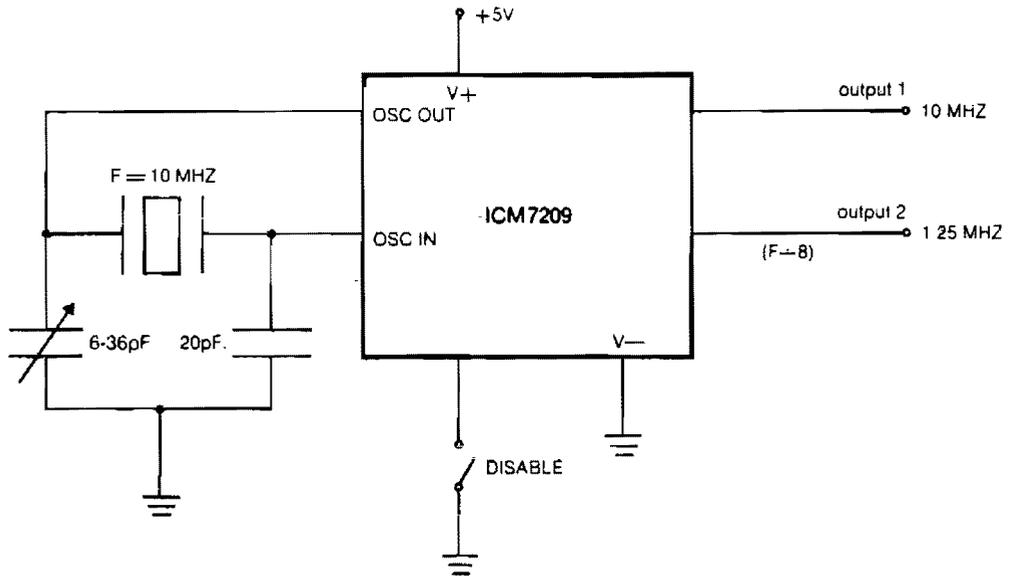 +5V
V+
OSC OUT
output 1
10 MHZ
F = 10 MHZ
ICM7209
OSC IN
output 2
1 25 MHZ
(F÷8)
6-36pF
20pF.
V—
DISABLE